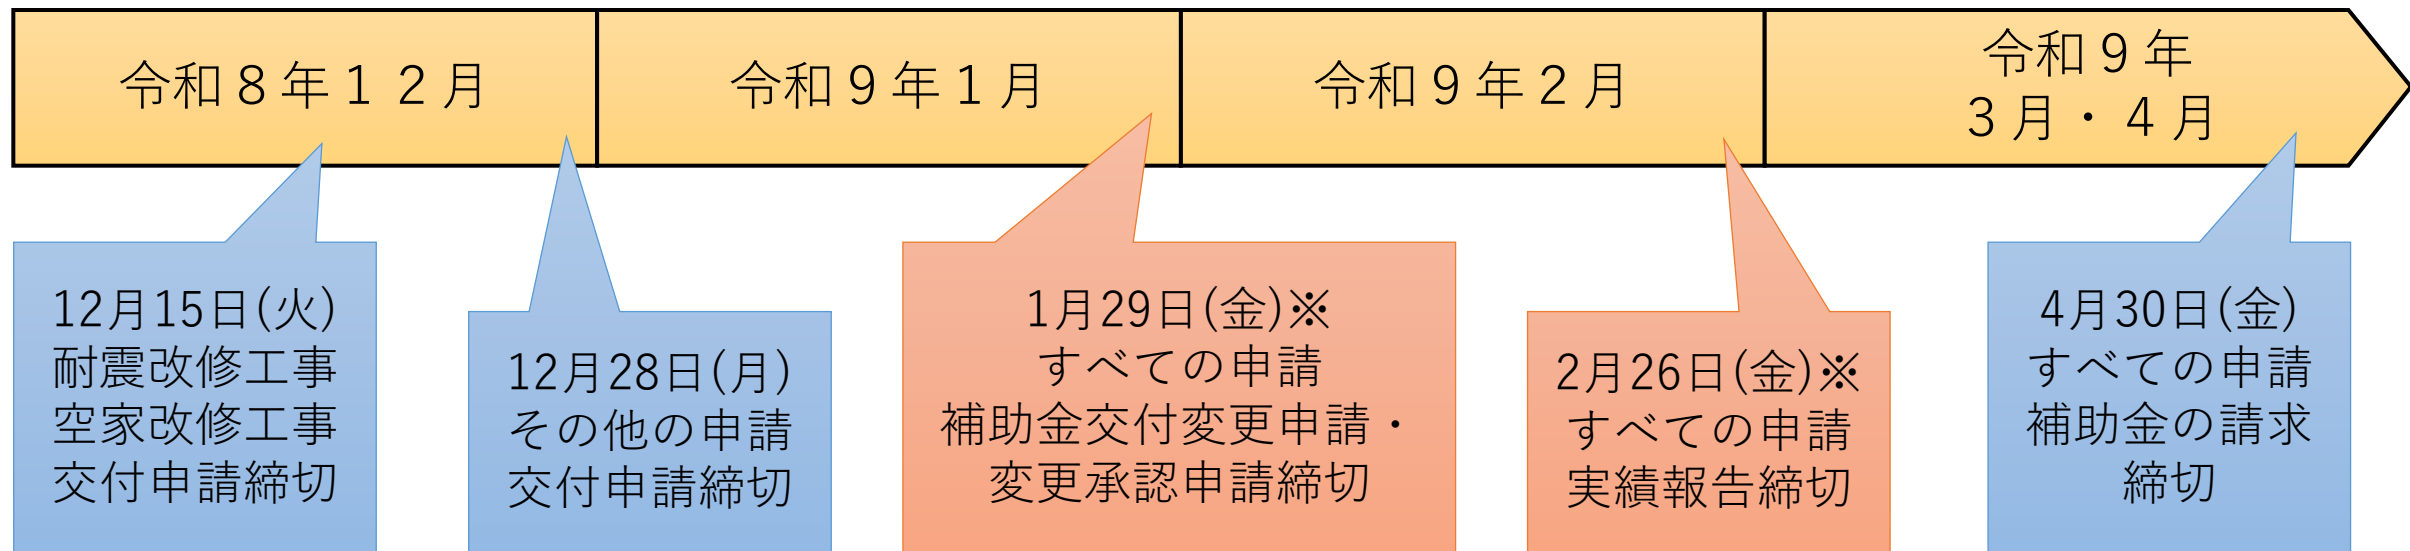 令和８年１２月
令和９年１月
令和９年２月
令和９年
３月・４月
12月15日(火)
耐震改修工事
空家改修工事
交付申請締切
12月28日(月)
その他の申請
交付申請締切
1月29日(金)※
すべての申請
補助金交付変更申請・
変更承認申請締切
2月26日(金)※
すべての申請
実績報告締切
4月30日(金)
すべての申請
補助金の請求
締切